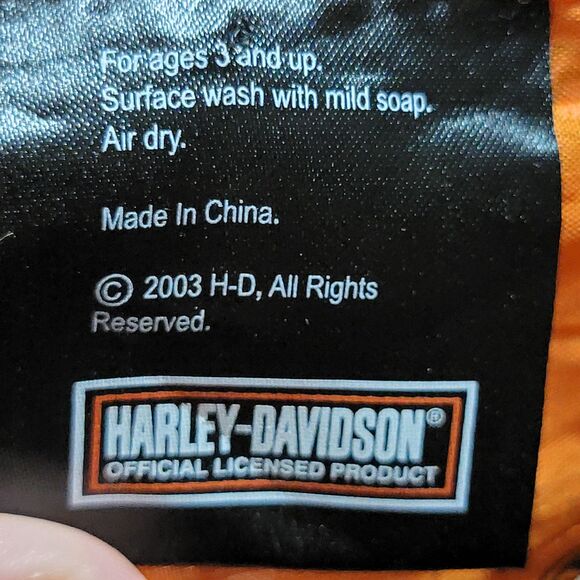 For ages 3 and up.
Surface wash with mild soap.
Air dry.
Made In China.
© 2003 H-D, All Rights
Reserved.
HARLEY-DAVIDSON®
OFFICIAL LICENSED PRODUCT